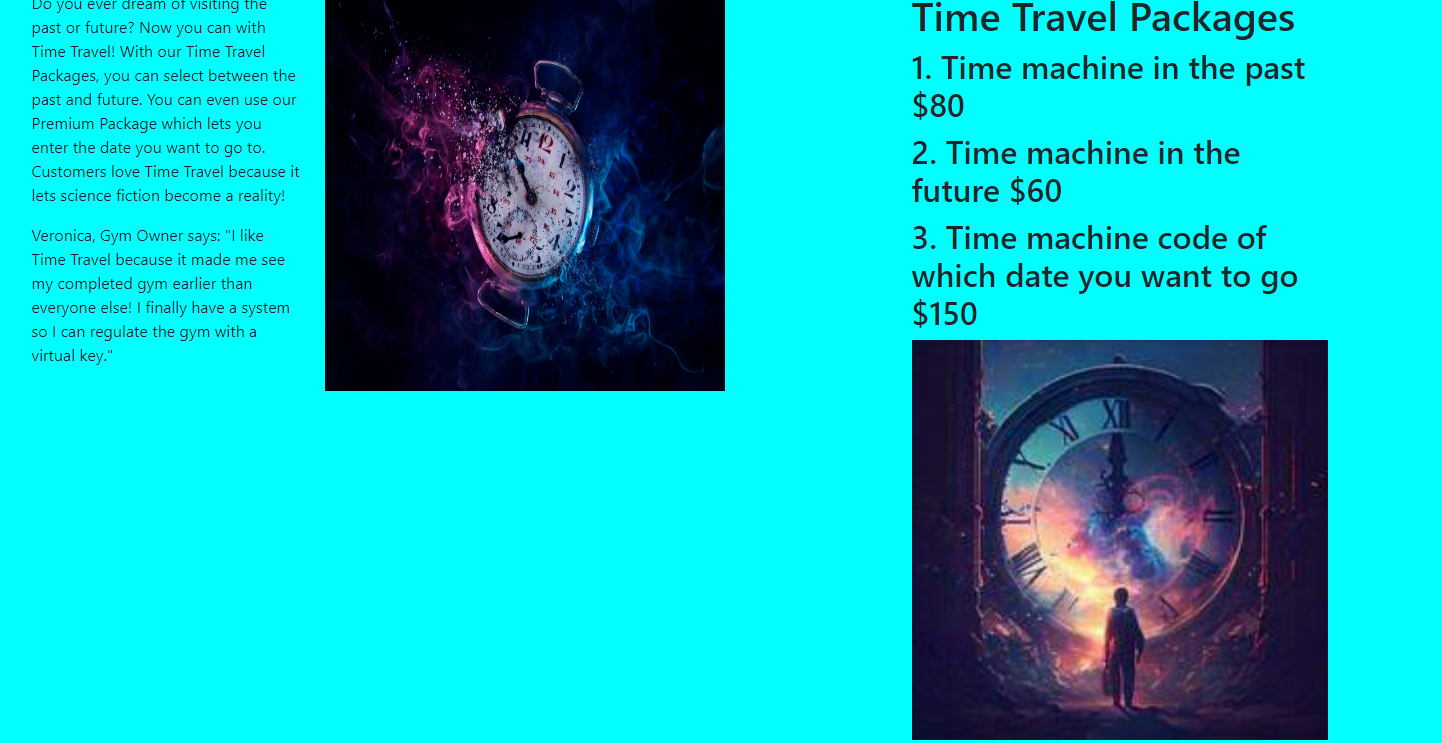 Do you ever dream of visiting the
past or future? Now you can with
Time Travel! With our Time Travel
Packages, you can select between the
past and future. You can even use our
Premium Package which lets you
enter the date you want to go to.
Customers love Time Travel because it
lets science fiction become a reality!
Veronica, Gym Owner says: "I like
Time Travel because it made me see
my completed gym earlier than
everyone else! I finally have a system
so I can regulate the gym with a
virtual key."
12
1
XII
Time Travel Packages
1. Time machine in the past
$80
2. Time machine in the
future $60
3. Time machine code of
which date you want to go
$150